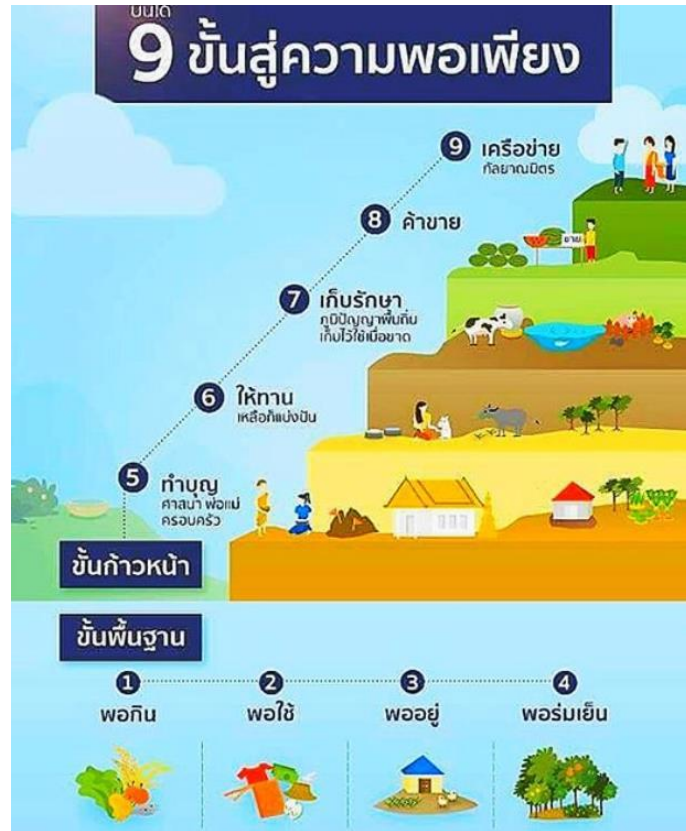 บันได
9 ขั้นสู่ความพอเพียง
9 เครือข่าย
กัลยาณมิตร
8 ค้าขาย
ขาย
7 เก็บรักษา
ภูมิปัญญาพื้นถิ่น
เก็บไว้ใช้เมื่อขาด
6 ให้ทาน
เหลือก็แบ่งปัน
5 ทำบุญ
ศาสนา พ่อแม่
ครอบครัว
ขั้นก้าวหน้า
ขั้นพื้นฐาน
1 2 3 4
พอกิน พอใช้ พออยู่ พอร่มเย็น